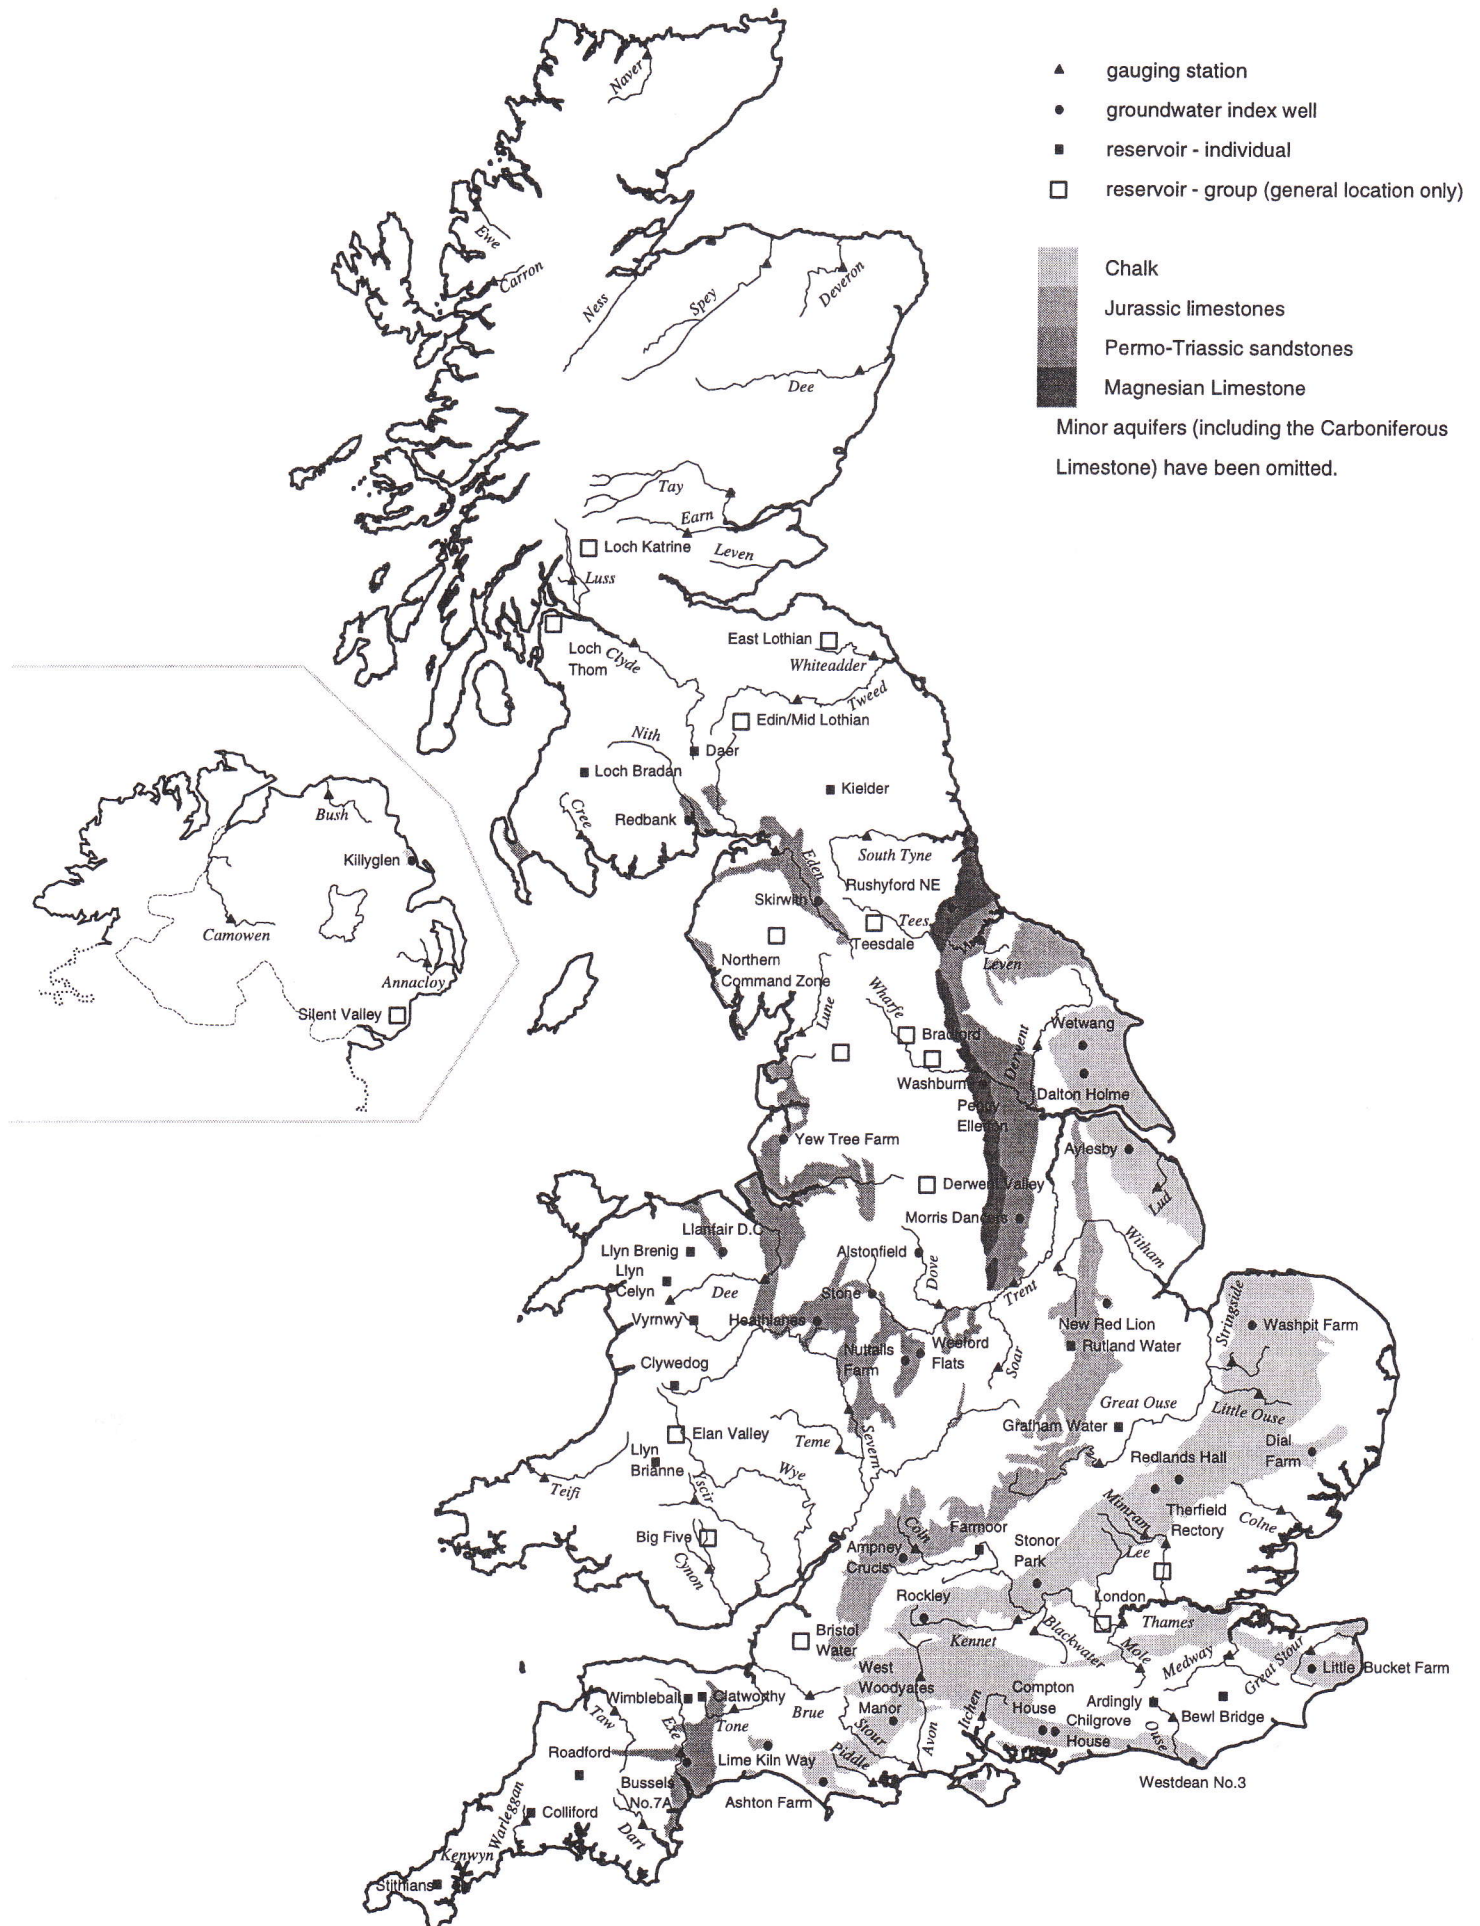 gauging station
groundwater index well
reservoir - individual
reservoir - group (general location only)
Chalk
Jurassic limestones
Permo-Triassic sandstones
Magnesian Limestone
Minor aquifers (including the Carboniferous
Limestone) have been omitted.
Naver
Ewe
Carron
Ness
Spey
Deveron
Dee
Tay
Earn
Leven
Loch Katrine
Luss
East Lothian
Whiteadder
Loch
Thom
Clyde
Tweed
Edin/Mid Lothian
Nith
Daer
Loch Bradan
Kielder
Cree
Redbank
Bush
Killyglen
Camowen
Annacloy
Silent Valley
South Tyne
Eden
Rushyford NE
Skirwith
Tees
Teesdale
Northern
Command Zone
Leven
Lune
Wharfe
Bradford
Wetwang
Derwent
Washburn
Dalton Holme
Peggy
Ellerton
Yew Tree Farm
Aylesby
Derwent Valley
Lud
Morris Dancers
Llanfair D.C
Llyn Brenig
Alstonfield
Dove
Witham
Llyn
Celyn
Dee
Stone
Trent
Vyrnwy
Heathlanes
New Red Lion
Stringside
Washpit Farm
Nuttalls
Farm
Weeford
Flats
Soar
Rutland Water
Clywedog
Great Ouse
Little Ouse
Grafham Water
Elan Valley
Teme
Severn
Dial
Farm
Llyn
Brianne
Redlands Hall
Wye
Yscir
Teifi
Mimram
Therfield
Rectory
Colne
Big Five
Coln
Farmoor
Ampney
Crucis
Stonor
Park
Lee
Cynon
Rockley
London
Bristol
Water
Kennet
Blackwater
Thames
Mole
Medway
Great Stour
Little Bucket Farm
West
Woodyates
Manor
Compton
House
Ardingly
Wimbleball
Clatworthy
Brue
Itchen
Chilgrove
House
Bewl Bridge
Taw
Exe
Tone
Stour
Avon
Ouse
Roadford
Lime Kiln Way
Piddle
Westdean No.3
Bussels
No.7A
Ashton Farm
Warleggan
Colliford
Dart
Kenwyn
Stithians